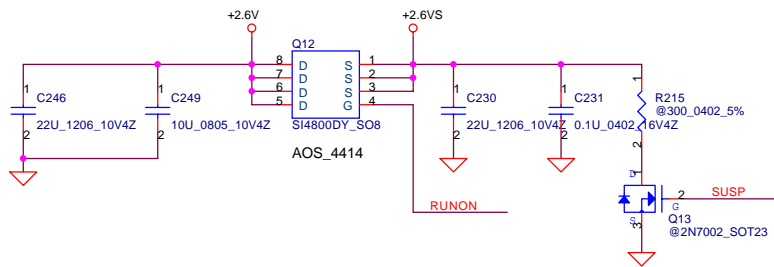 +2.6V
+2.6VS
Q12
8 D S 1
7 D S 2
6 D S 3
5 D G 4
SI4800DY_SO8
AOS_4414
1
C246
22U_1206_10V4Z
2
1
C249
10U_0805_10V4Z
2
1
C230
22U_1206_10V4Z
2
1
C231
0.1U_0402_16V4Z
2
1
R215
@300_0402_5%
2
RUNON
1
D
2
G
SUSP
Q13
S
3
@2N7002_SOT23